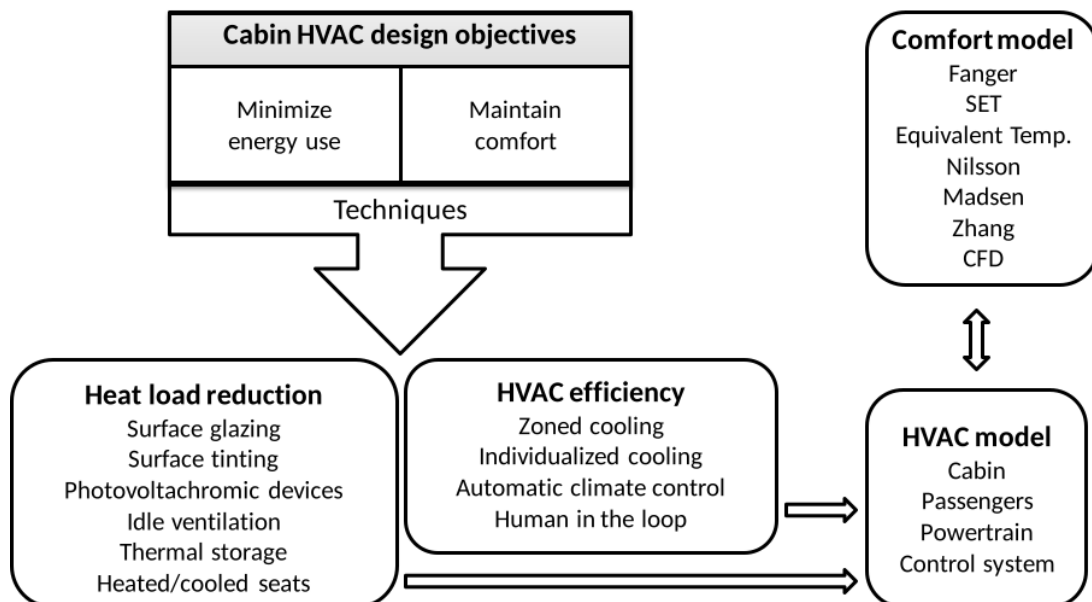 Cabin HVAC design objectives
Minimize
energy use
Maintain
comfort
Techniques
Comfort model
Fanger
SET
Equivalent Temp.
Nilsson
Madsen
Zhang
CFD
Heat load reduction
Surface glazing
Surface tinting
Photovoltachromic devices
Idle ventilation
Thermal storage
Heated/cooled seats
HVAC efficiency
Zoned cooling
Individualized cooling
Automatic climate control
Human in the loop
HVAC model
Cabin
Passengers
Powertrain
Control system